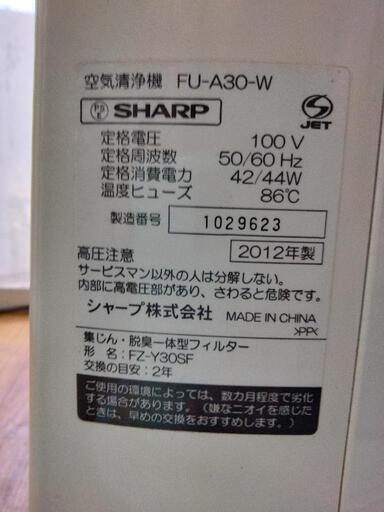 空気清浄機 FU-A30-W
PS E SHARP
JET
定格電圧 100 V
定格周波数 50/60 Hz
定格消費電力 42/44W
温度ヒューズ 86℃
製造番号 1029623
高圧注意 2012年製
サービスマン以外の人は分解しない。
内部に高電圧部があり、さわると危険です。
シャープ株式会社 MADE IN CHINA
>PP<
集じん・脱臭一体型フィルター
形 名:FZ-Y30SF
交換の目安:2年
ご使用の環境によっては、数カ月程度で劣化
する場合があります。(嫌なニオイを感じた
ときは、早めの交換をおすすめします。)